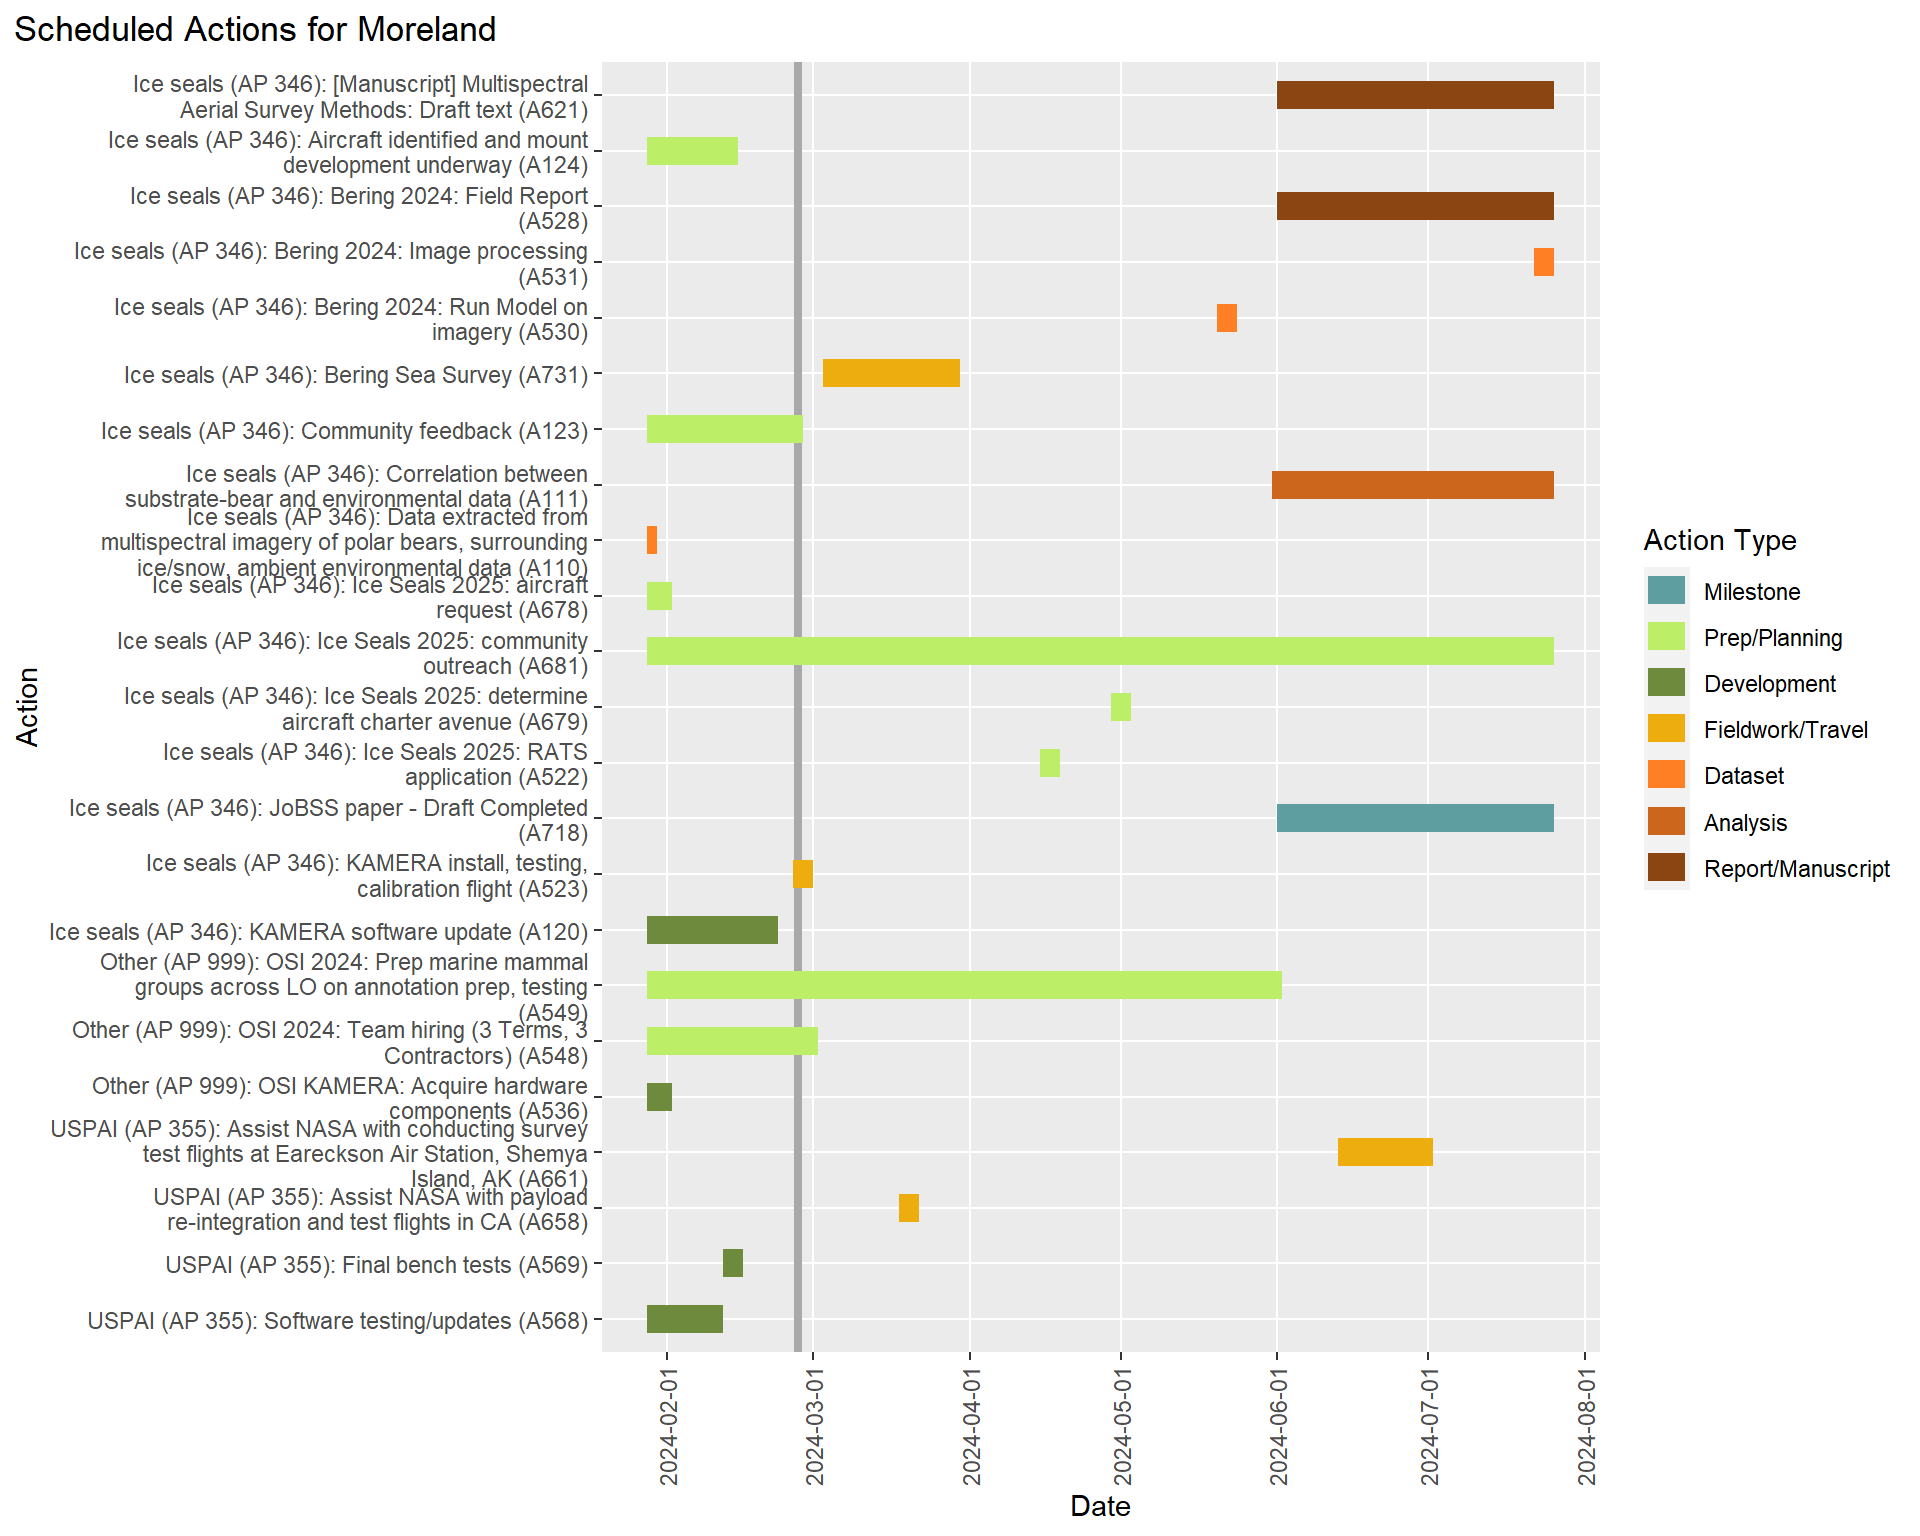 Scheduled Actions for Moreland
Ice seals (AP 346): [Manuscript] Multispectral
Aerial Survey Methods: Draft text (A621)
Ice seals (AP 346): Aircraft identified and mount
development underway (A124)
Ice seals (AP 346): Bering 2024: Field Report
(A528)
Ice seals (AP 346): Bering 2024: Image processing
(A531)
Ice seals (AP 346): Bering 2024: Run Model on
imagery (A530)
Ice seals (AP 346): Bering Sea Survey (A731)
Ice seals (AP 346): Community feedback (A123)
Ice seals (AP 346): Correlation between
substrate-bear and environmental data (A111)
Ice seals (AP 346): Data extracted from
multispectral imagery of polar bears, surrounding
ice/snow, ambient environmental data (A110)
Ice seals (AP 346): Ice Seals 2025: aircraft
request (A678)
Ice seals (AP 346): Ice Seals 2025: community
outreach (A681)
Ice seals (AP 346): Ice Seals 2025: determine
aircraft charter avenue (A679)
Ice seals (AP 346): Ice Seals 2025: RATS
application (A522)
Ice seals (AP 346): JoBSS paper - Draft Completed
(A718)
Ice seals (AP 346): KAMERA install, testing,
calibration flight (A523)
Ice seals (AP 346): KAMERA software update (A120)
Other (AP 999): OSI 2024: Prep marine mammal
groups across LO on annotation prep, testing
(A549)
Other (AP 999): OSI 2024: Team hiring (3 Terms, 3
Contractors) (A548)
Other (AP 999): OSI KAMERA: Acquire hardware
components (A536)
USPAI (AP 355): Assist NASA with conducting survey
test flights at Eareckson Air Station, Shemya
Island, AK (A661)
USPAI (AP 355): Assist NASA with payload
re-integration and test flights in CA (A658)
USPAI (AP 355): Final bench tests (A569)
USPAI (AP 355): Software testing/updates (A568)
Action
2024-02-01
2024-03-01
2024-04-01
2024-05-01
2024-06-01
2024-07-01
2024-08-01
Date
Action Type
Milestone
Prep/Planning
Development
Fieldwork/Travel
Dataset
Analysis
Report/Manuscript